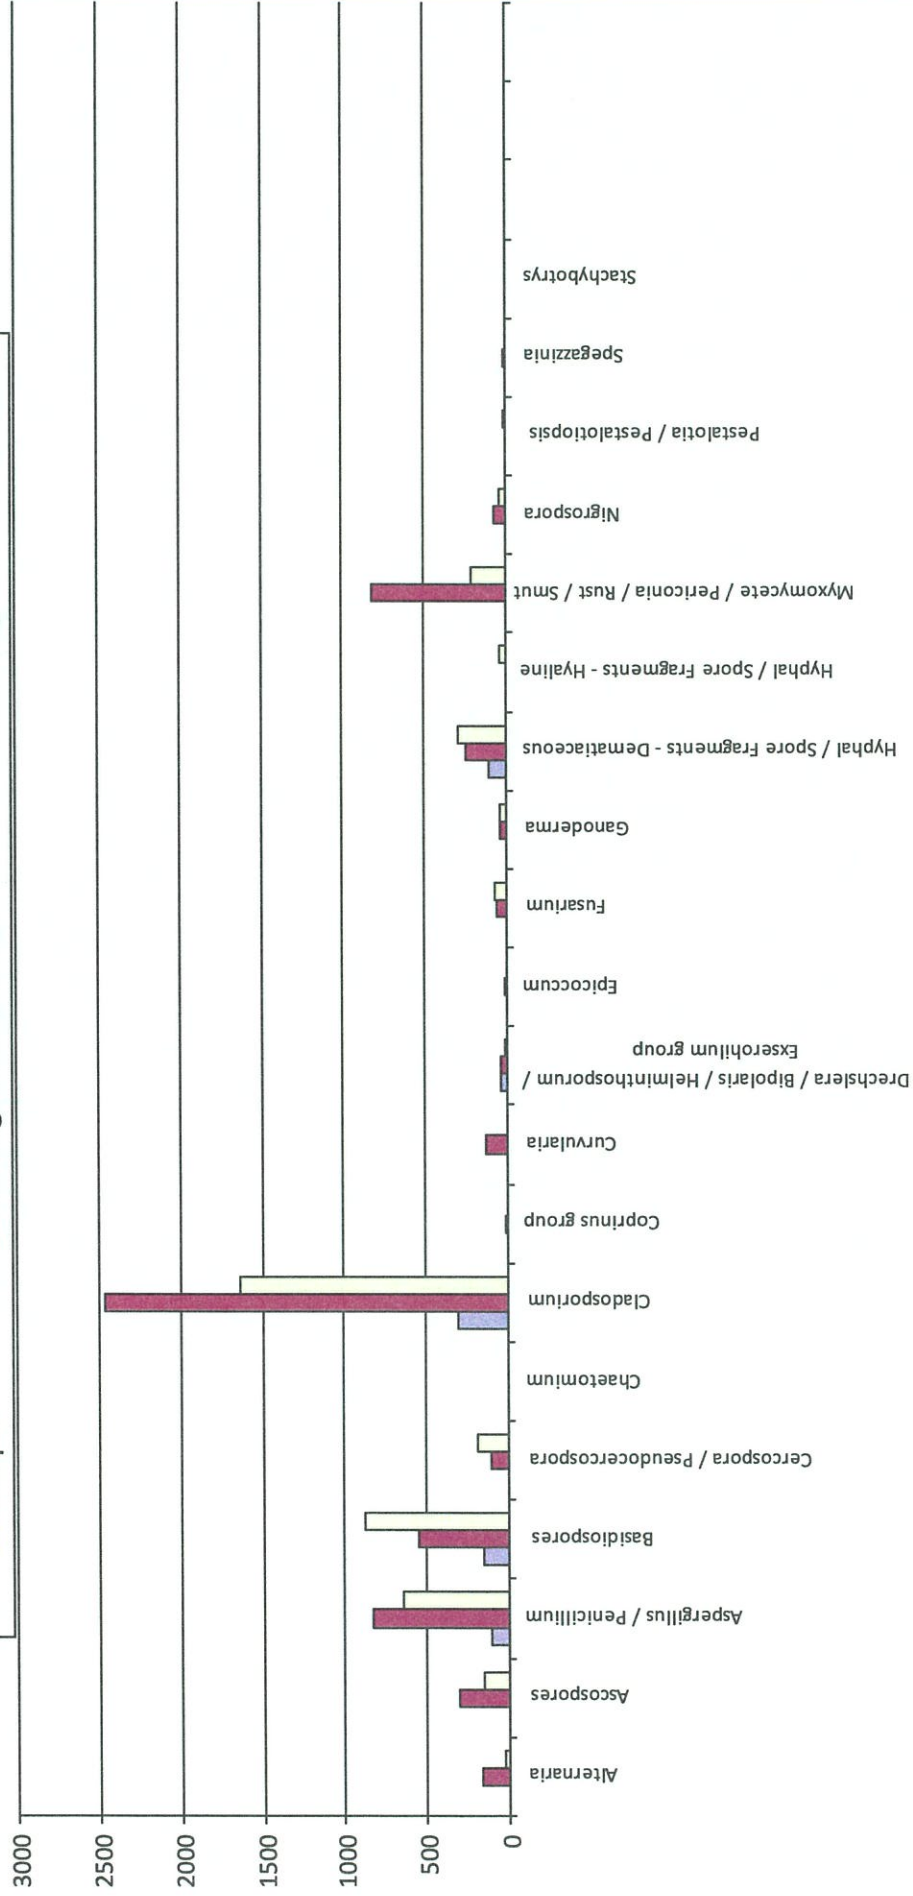 3000
2500
2000
1500
1000
500
0
Alternaria
Ascospores
Aspergillus / Penicillium
Basidiospores
Cercospora / Pseudocercospora
Chaetomium
Cladosporium
Coprinus group
Curvularia
Drechslera / Bipolaris / Helminthosporum /
Exserohilum group
Epicoccum
Fusarium
Ganoderma
Hyphal / Spore Fragments - Dematiaceous
Hyphal / Spore Fragments - Hyaline
Myxomycete / Periconia / Rust / Smut
Nigrospora
Pestalotia / Pestalotiopsis
Spegazzinia
Stachybotrys